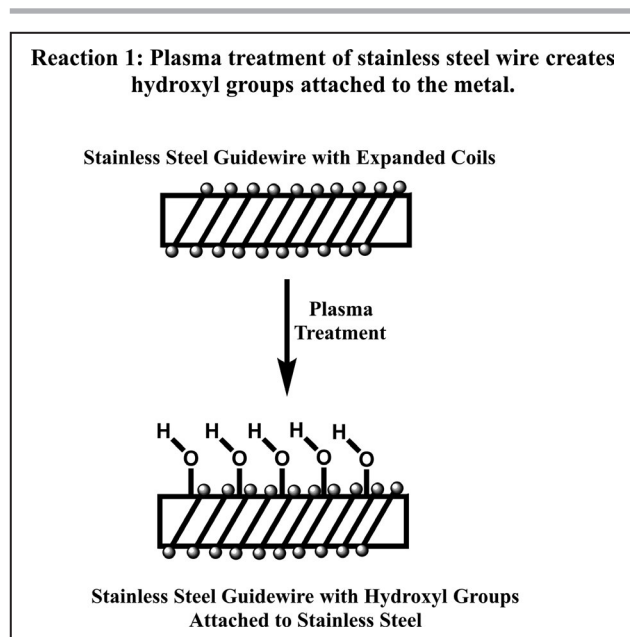 Reaction 1: Plasma treatment of stainless steel wire creates
hydroxyl groups attached to the metal.
Stainless Steel Guidewire with Expanded Coils
Plasma
Treatment
H H H H H
O O O O O
Stainless Steel Guidewire with Hydroxyl Groups
Attached to Stainless Steel